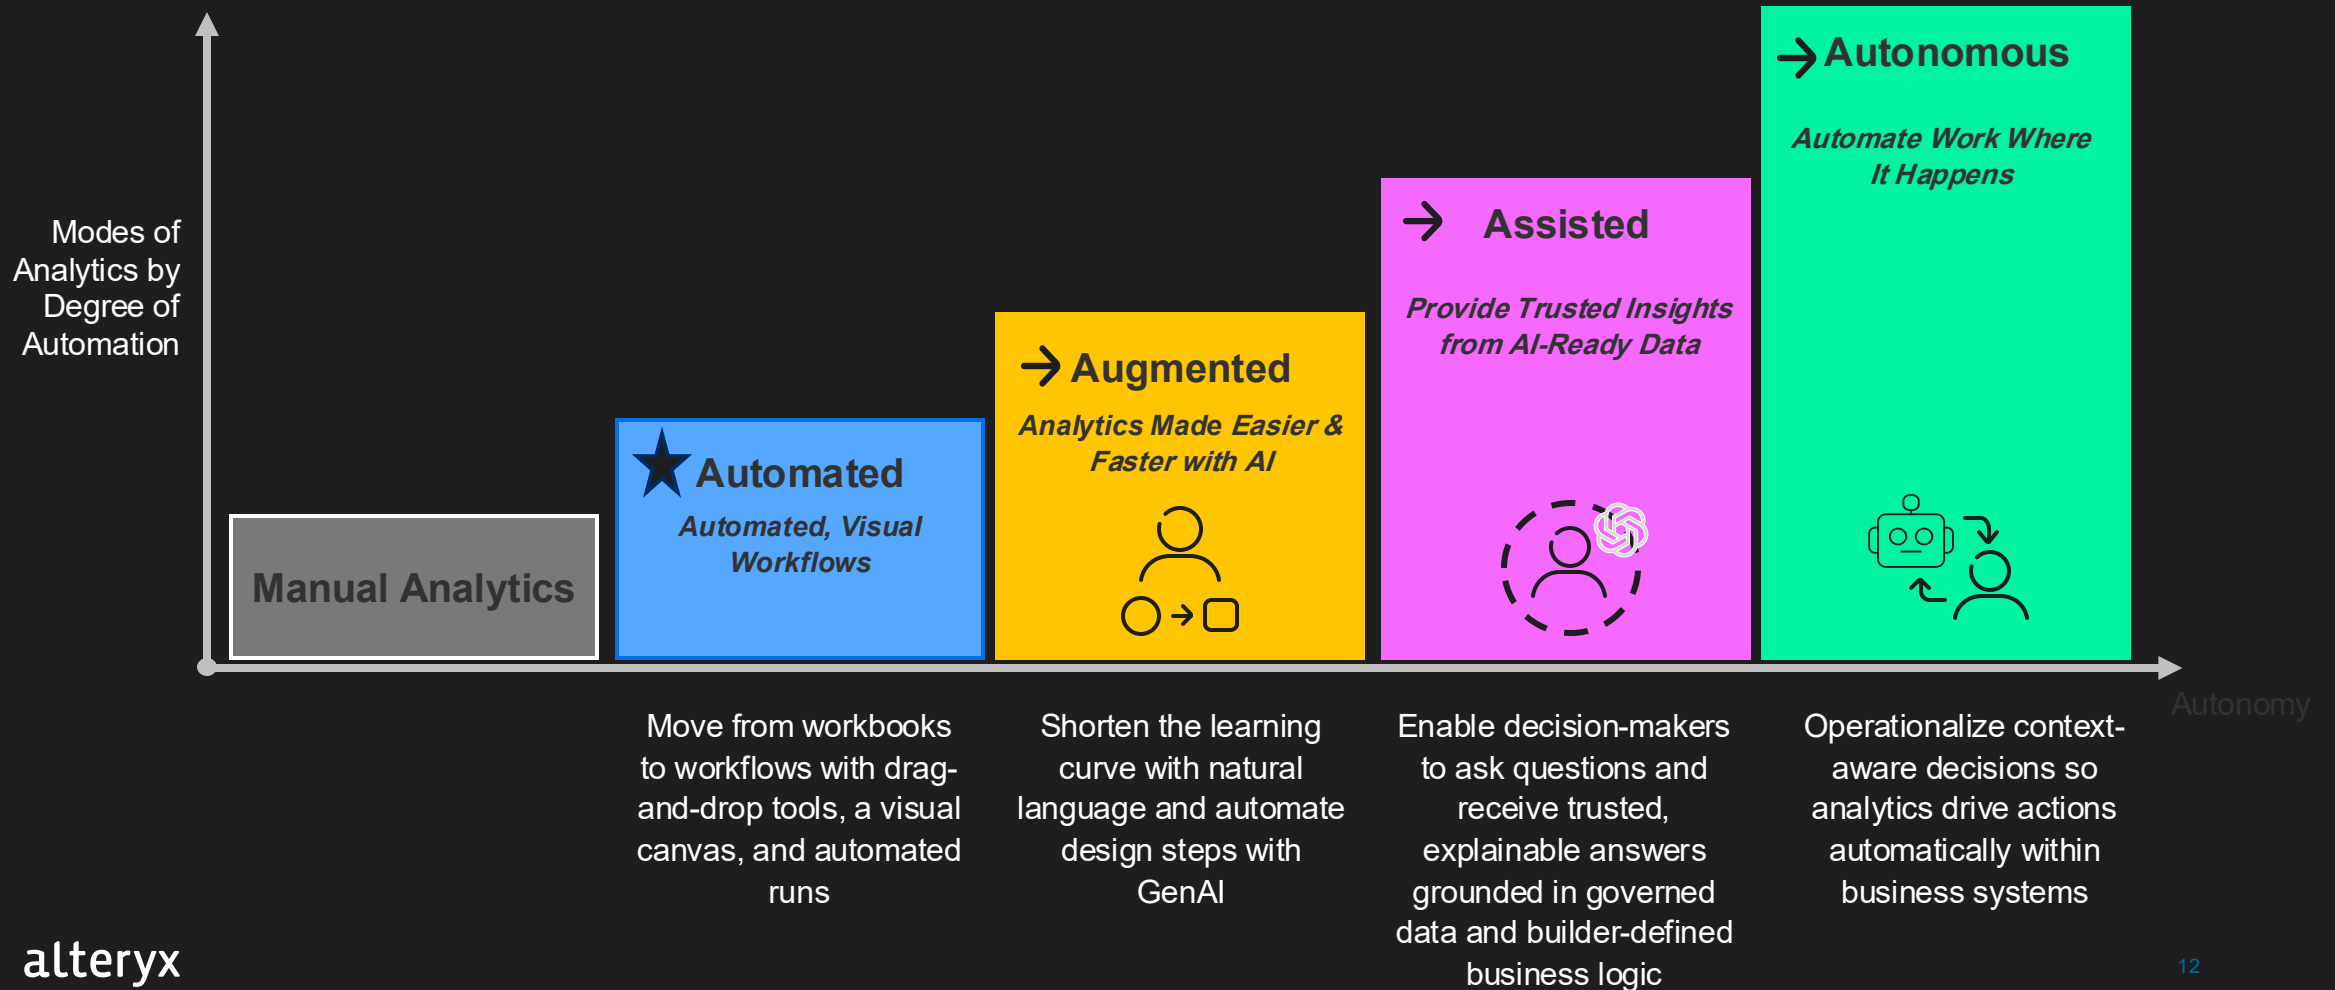 Modes of
Analytics by
Degree of
Automation
Manual Analytics
Automated
Automated, Visual
Workflows
Augmented
Analytics Made Easier &
Faster with AI
Assisted
Provide Trusted Insights
from AI-Ready Data
Autonomous
Automate Work Where
It Happens
Autonomy
Move from workbooks
to workflows with drag-
and-drop tools, a visual
canvas, and automated
runs
Shorten the learning
curve with natural
language and automate
design steps with
GenAI
Enable decision-makers
to ask questions and
receive trusted,
explainable answers
grounded in governed
data and builder-defined
business logic
Operationalize context-
aware decisions so
analytics drive actions
automatically within
business systems
alteryx
12